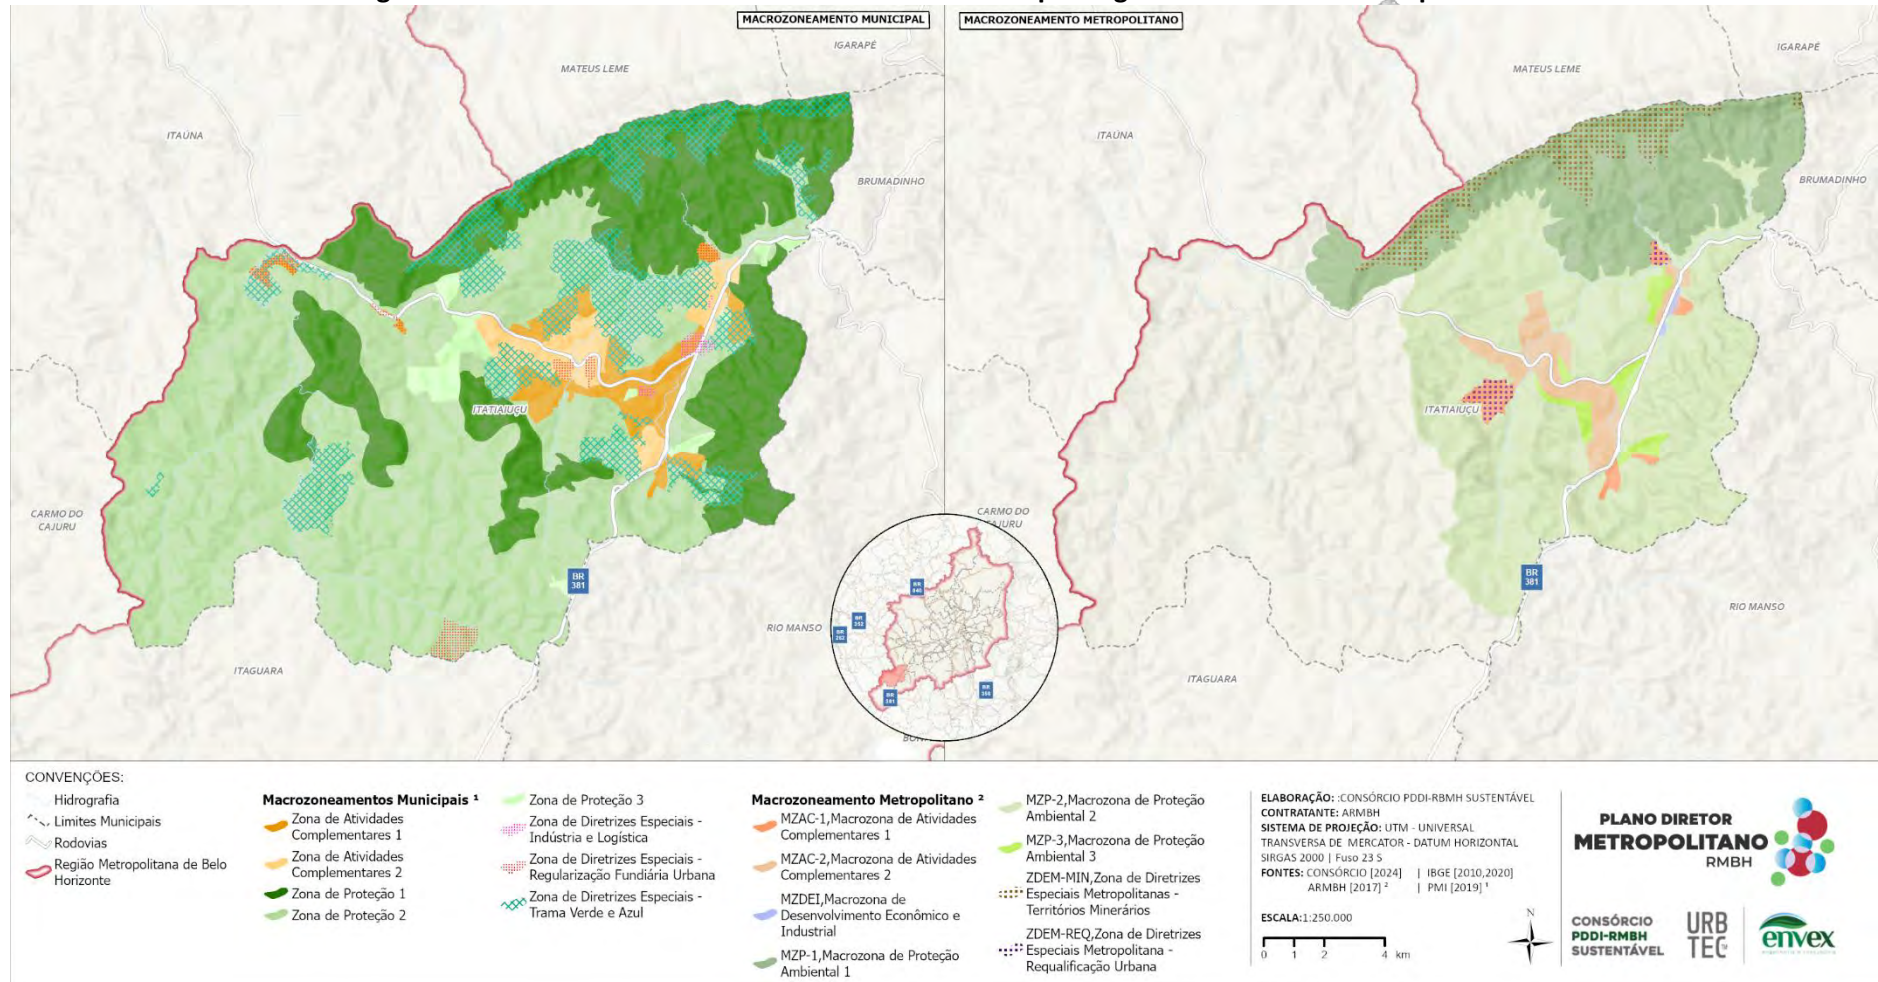 MACROZONEAMENTO MUNICIPAL
MACROZONEAMENTO METROPOLITANO
IGARAPÉ
MATEUS LEME
ITAÚNA
BRUMADINHO
ITATIAIUÇU
CARMO DO
CAJURU
BR
381
RIO MANSO
ITAGUARA
IGARAPÉ
MATEUS LEME
ITAÚNA
BRUMADINHO
ITATIAIUÇU
CARMO DO
CAJURU
BR
381
RIO MANSO
ITAGUARA
BR
BR
BR
BR
BR
381
CONVENÇÕES:
Hidrografia
Limites Municipais
Rodovias
Região Metropolitana de Belo
Horizonte
Macrozoneamentos Municipais ¹
Zona de Atividades
Complementares 1
Zona de Atividades
Complementares 2
Zona de Proteção 1
Zona de Proteção 2
Zona de Proteção 3
Zona de Diretrizes Especiais -
Indústria e Logística
Zona de Diretrizes Especiais -
Regularização Fundiária Urbana
Zona de Diretrizes Especiais -
Trama Verde e Azul
Macrozoneamento Metropolitano ²
MZAC-1,Macrozona de Atividades
Complementares 1
MZAC-2,Macrozona de Atividades
Complementares 2
MZDEI,Macrozona de
Desenvolvimento Econômico e
Industrial
MZP-1,Macrozona de Proteção
Ambiental 1
MZP-2,Macrozona de Proteção
Ambiental 2
MZP-3,Macrozona de Proteção
Ambiental 3
ZDEM-MIN,Zona de Diretrizes
Especiais Metropolitanas -
Territórios Minerários
ZDEM-REQ,Zona de Diretrizes
Especiais Metropolitana -
Requalificação Urbana
ELABORAÇÃO: :CONSÓRCIO PDDI-RBMH SUSTENTÁVEL
CONTRATANTE: ARMBH
SISTEMA DE PROJEÇÃO: UTM - UNIVERSAL
TRANSVERSA DE MERCATOR - DATUM HORIZONTAL
SIRGAS 2000 | Fuso 23 S
FONTES: CONSÓRCIO [2024] | IBGE [2010,2020]
ARMBH [2017] ² | PMI [2019] ¹
ESCALA:1:250.000
0 1 2 4 km
N
PLANO DIRETOR
METROPOLITANO
RMBH
CONSÓRCIO
PDDI-RMBH
SUSTENTÁVEL
URB
TEC
envex